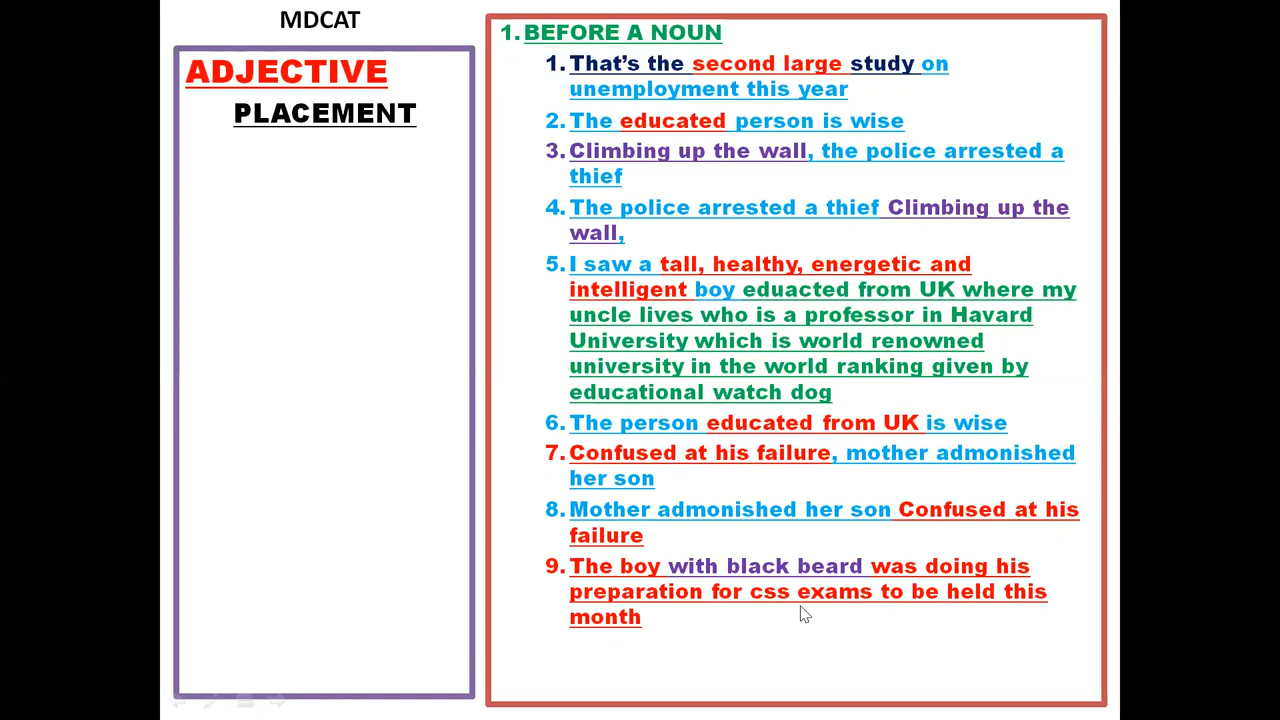 MDCAT
ADJECTIVE
PLACEMENT
1. BEFORE A NOUN
1. That's the second large study on
unemployment this year
2. The educated person is wise
3. Climbing up the wall, the police arrested a
thief
4. The police arrested a thief Climbing up the
wall,
5. I saw a tall, healthy, energetic and
intelligent boy eduacted from UK where my
uncle lives who is a professor in Havard
University which is world renowned
university in the world ranking given by
educational watch dog
6. The person educated from UK is wise
7. Confused at his failure, mother admonished
her son
8. Mother admonished her son Confused at his
failure
9. The boy with black beard was doing his
preparation for css exams to be held this
month